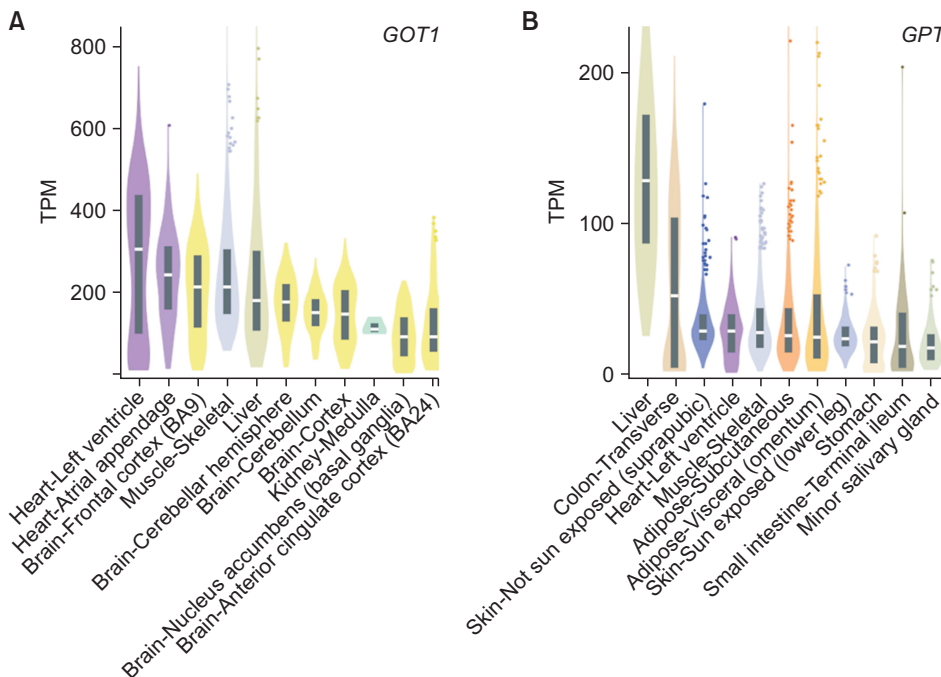 A
GOT1
TPM
800
600
400
200
0
Heart-Left ventricle
Heart-Atrial appendage
Brain-Frontal cortex (BA9)
Muscle-Skeletal
Liver
Brain-Cerebellar hemisphere
Brain-Cerebellum
Brain-Cortex
Kidney-Medulla
Brain-Nucleus accumbens (basal ganglia)
Brain-Anterior cingulate cortex (BA24)
B
GPT
TPM
200
100
0
Liver
Colon-Transverse
Skin-Not sun exposed (suprapubic)
Heart-Left ventricle
Muscle-Skeletal
Adipose-Subcutaneous
Adipose-Visceral (omentum)
Skin-Sun exposed (lower leg)
Stomach
Small intestine-Terminal ileum
Minor salivary gland